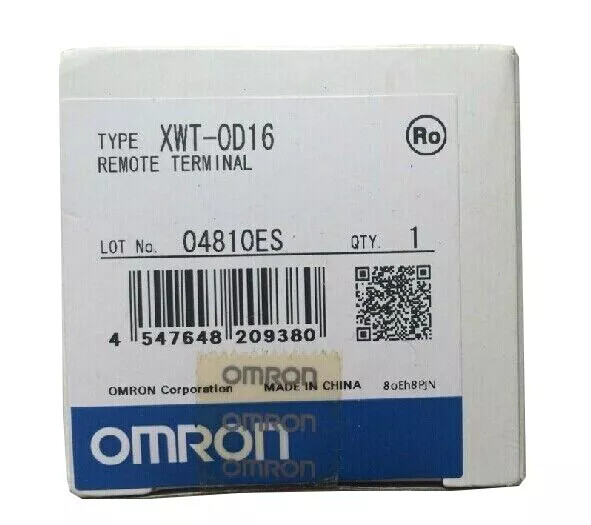 TYPE XWT-OD16
Ro
REMOTE TERMINAL
LOT No. 04810ES QTY. 1
4 547648 209380
OMRON
OMRON Corporation MADE IN CHINA 8oEh8PjN
OMRON
OMRON
OMRON